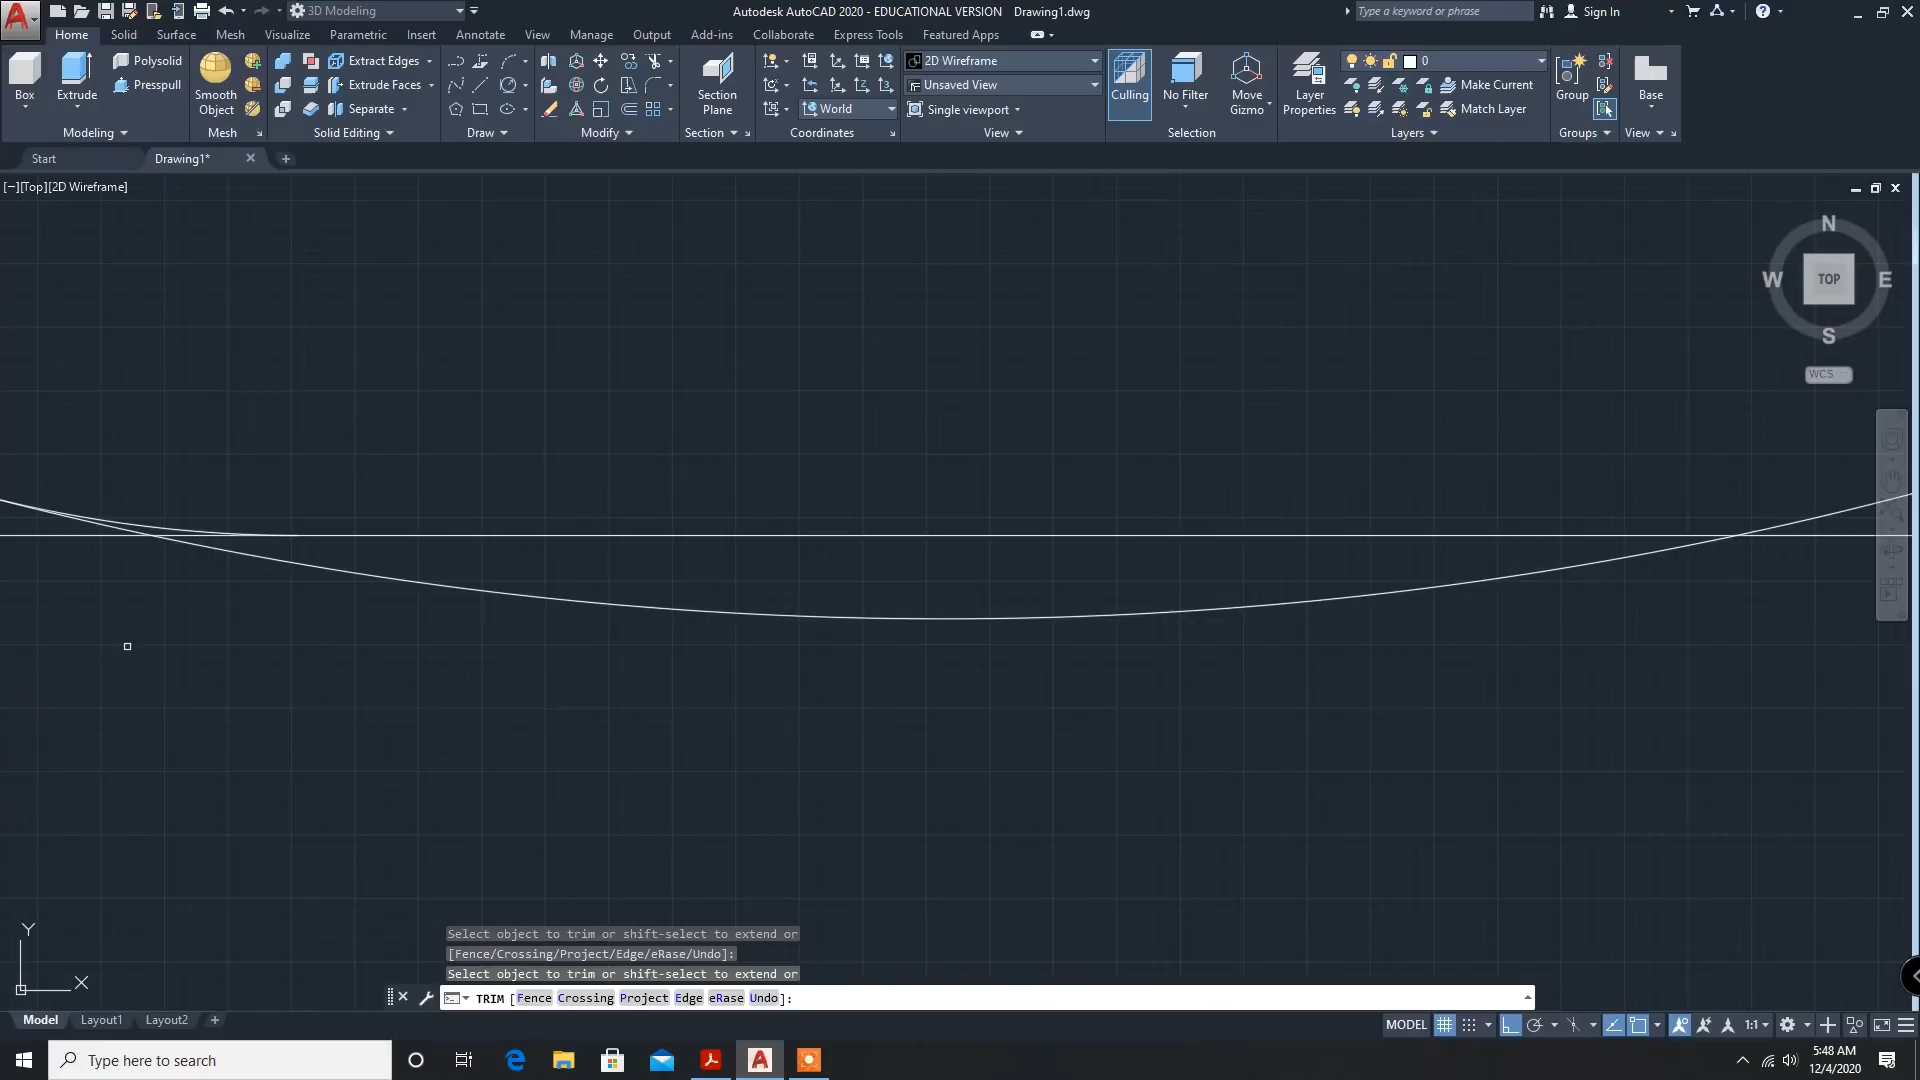 3D Modeling
Autodesk AutoCAD 2020 - EDUCATIONAL VERSION Drawing1.dwg
Type a keyword or phrase
Sign In
Home Solid Surface Mesh Visualize Parametric Insert Annotate View Manage Output Add-ins Collaborate Express Tools Featured Apps
Box
Extrude
Polysolid
Presspull
Modeling
Smooth
Object
Mesh
Extract Edges
Extrude Faces
Separate
Solid Editing
Draw
Modify
Section
Plane
Section
World
Coordinates
2D Wireframe
Unsaved View
Single viewport
View
Culling
No Filter
Move
Gizmo
Selection
Layer
Properties
0
Make Current
Match Layer
Layers
Group
Groups
Base
View
Start
Drawing1*
[−][Top][2D Wireframe]
N
W TOP E
S
WCS
Y
X
Select object to trim or shift-select to extend or
[Fence/Crossing/Project/Edge/eRase/Undo]:
Select object to trim or shift-select to extend or
TRIM [Fence Crossing Project Edge eRase Undo]:
Model Layout1 Layout2
MODEL
1:1
Type here to search
5:48 AM
12/4/2020